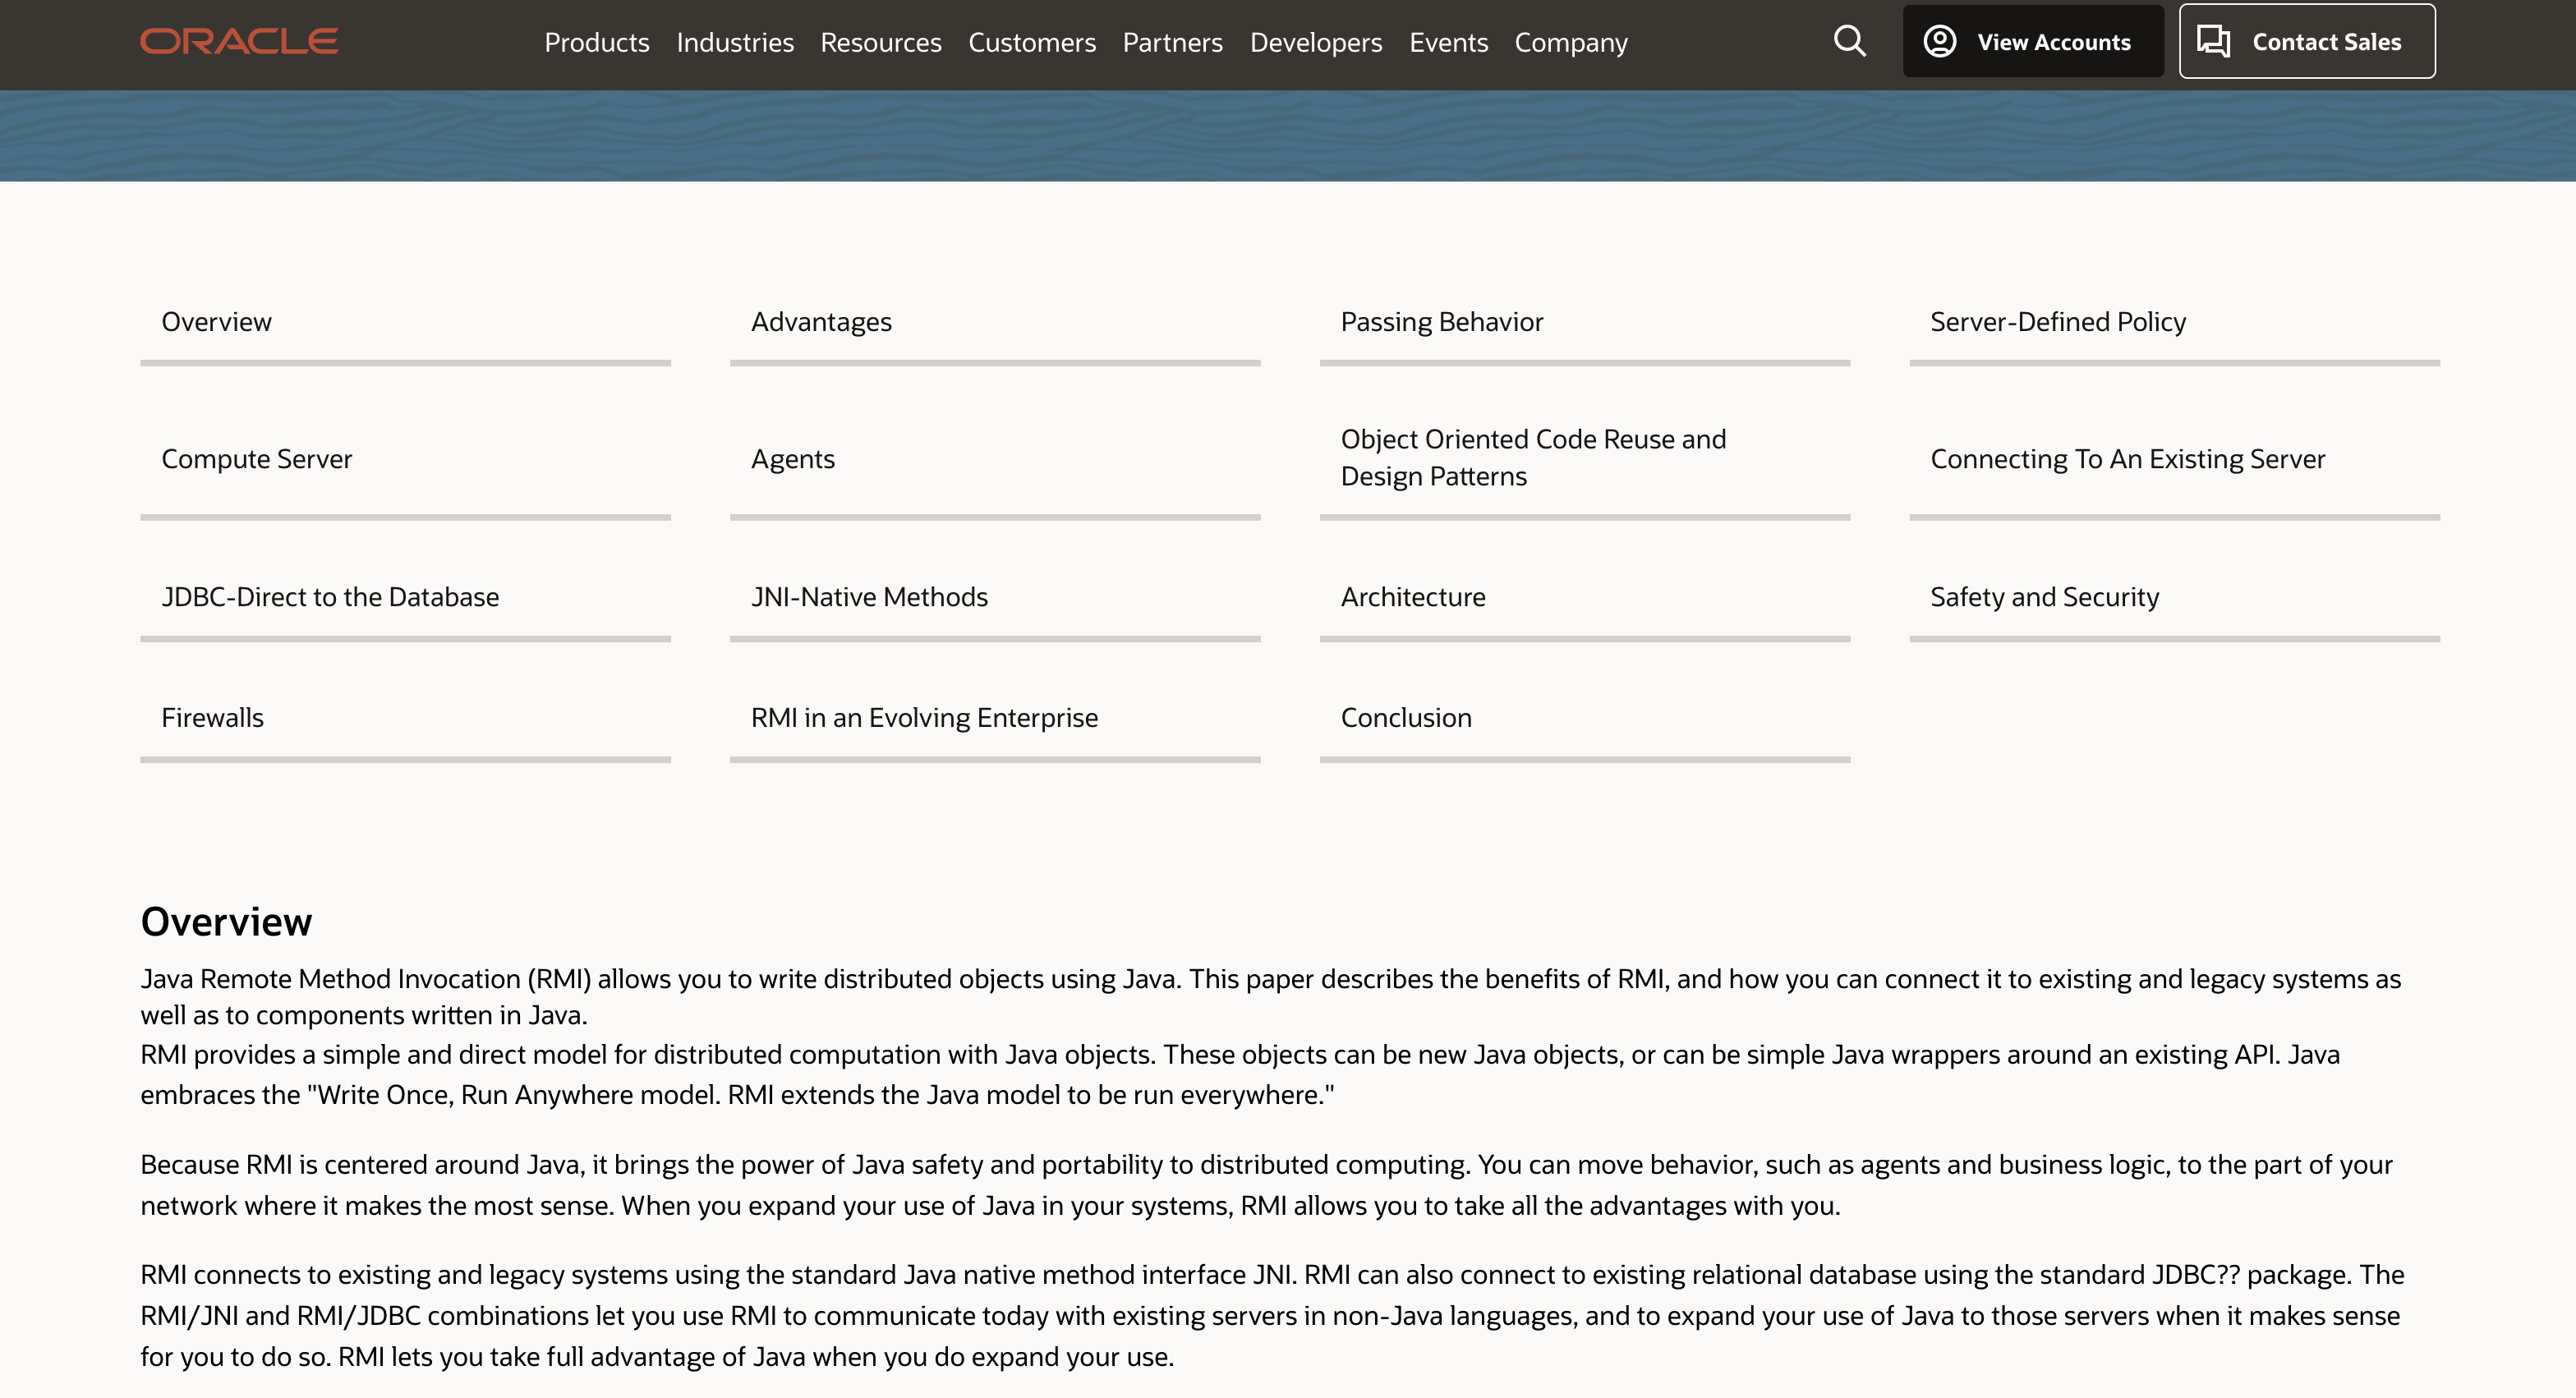 ORACLE
Products Industries Resources Customers Partners Developers Events Company
View Accounts
Contact Sales
Overview
Advantages
Passing Behavior
Server-Defined Policy
Compute Server
Agents
Object Oriented Code Reuse and
Design Patterns
Connecting To An Existing Server
JDBC-Direct to the Database
JNI-Native Methods
Architecture
Safety and Security
Firewalls
RMI in an Evolving Enterprise
Conclusion
Overview
Java Remote Method Invocation (RMI) allows you to write distributed objects using Java. This paper describes the benefits of RMI, and how you can connect it to existing and legacy systems as
well as to components written in Java.
RMI provides a simple and direct model for distributed computation with Java objects. These objects can be new Java objects, or can be simple Java wrappers around an existing API. Java
embraces the "Write Once, Run Anywhere model. RMI extends the Java model to be run everywhere."
Because RMI is centered around Java, it brings the power of Java safety and portability to distributed computing. You can move behavior, such as agents and business logic, to the part of your
network where it makes the most sense. When you expand your use of Java in your systems, RMI allows you to take all the advantages with you.
RMI connects to existing and legacy systems using the standard Java native method interface JNI. RMI can also connect to existing relational database using the standard JDBC?? package. The
RMI/JNI and RMI/JDBC combinations let you use RMI to communicate today with existing servers in non-Java languages, and to expand your use of Java to those servers when it makes sense
for you to do so. RMI lets you take full advantage of Java when you do expand your use.